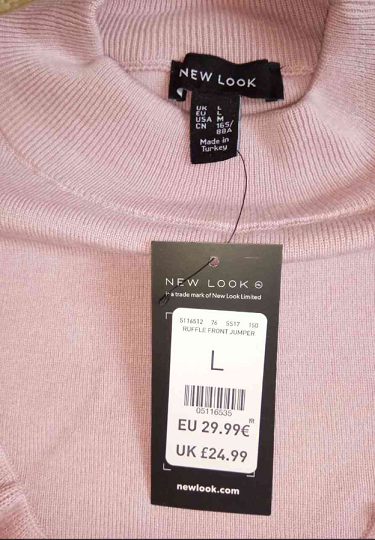 NEW LOOK
UK L
EU L
USA M
CN 165/
88A
Made in
Turkey
NEW LOOK
is a trade mark of New Look Limited
5116512 76 SS17 150
RUFFLE FRONT JUMPER
L
05116535
EU 29.99€
UK £24.99
newlook.com